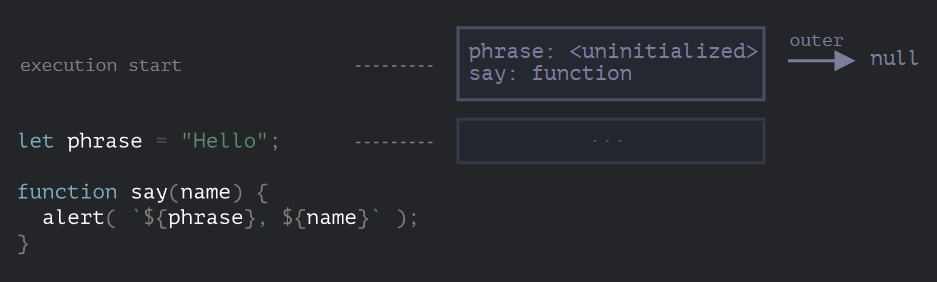 execution start ---------
phrase: <uninitialized>
say: function
outer
null
let phrase = "Hello"; ---------
...
function say(name) {
  alert( `${phrase}, ${name}` );
}